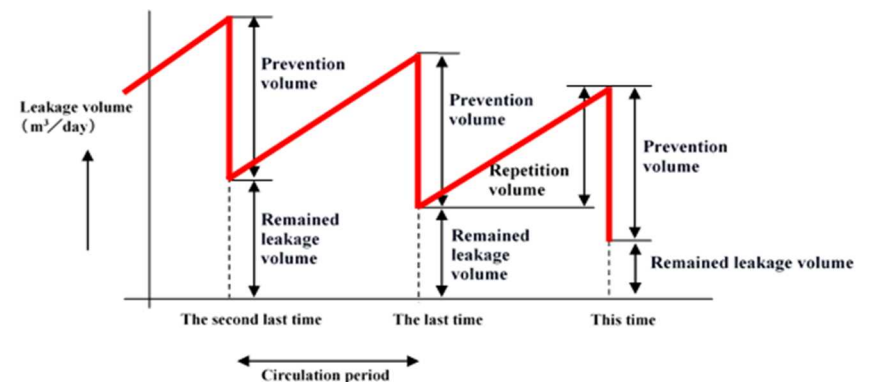 Prevention
volume
Leakage volume
(m³/day)
Prevention
volume
Prevention
volume
Repetition
volume
Remained
leakage
volume
Remained
leakage
volume
Remained leakage volume
The second last time
The last time
This time
Circulation period